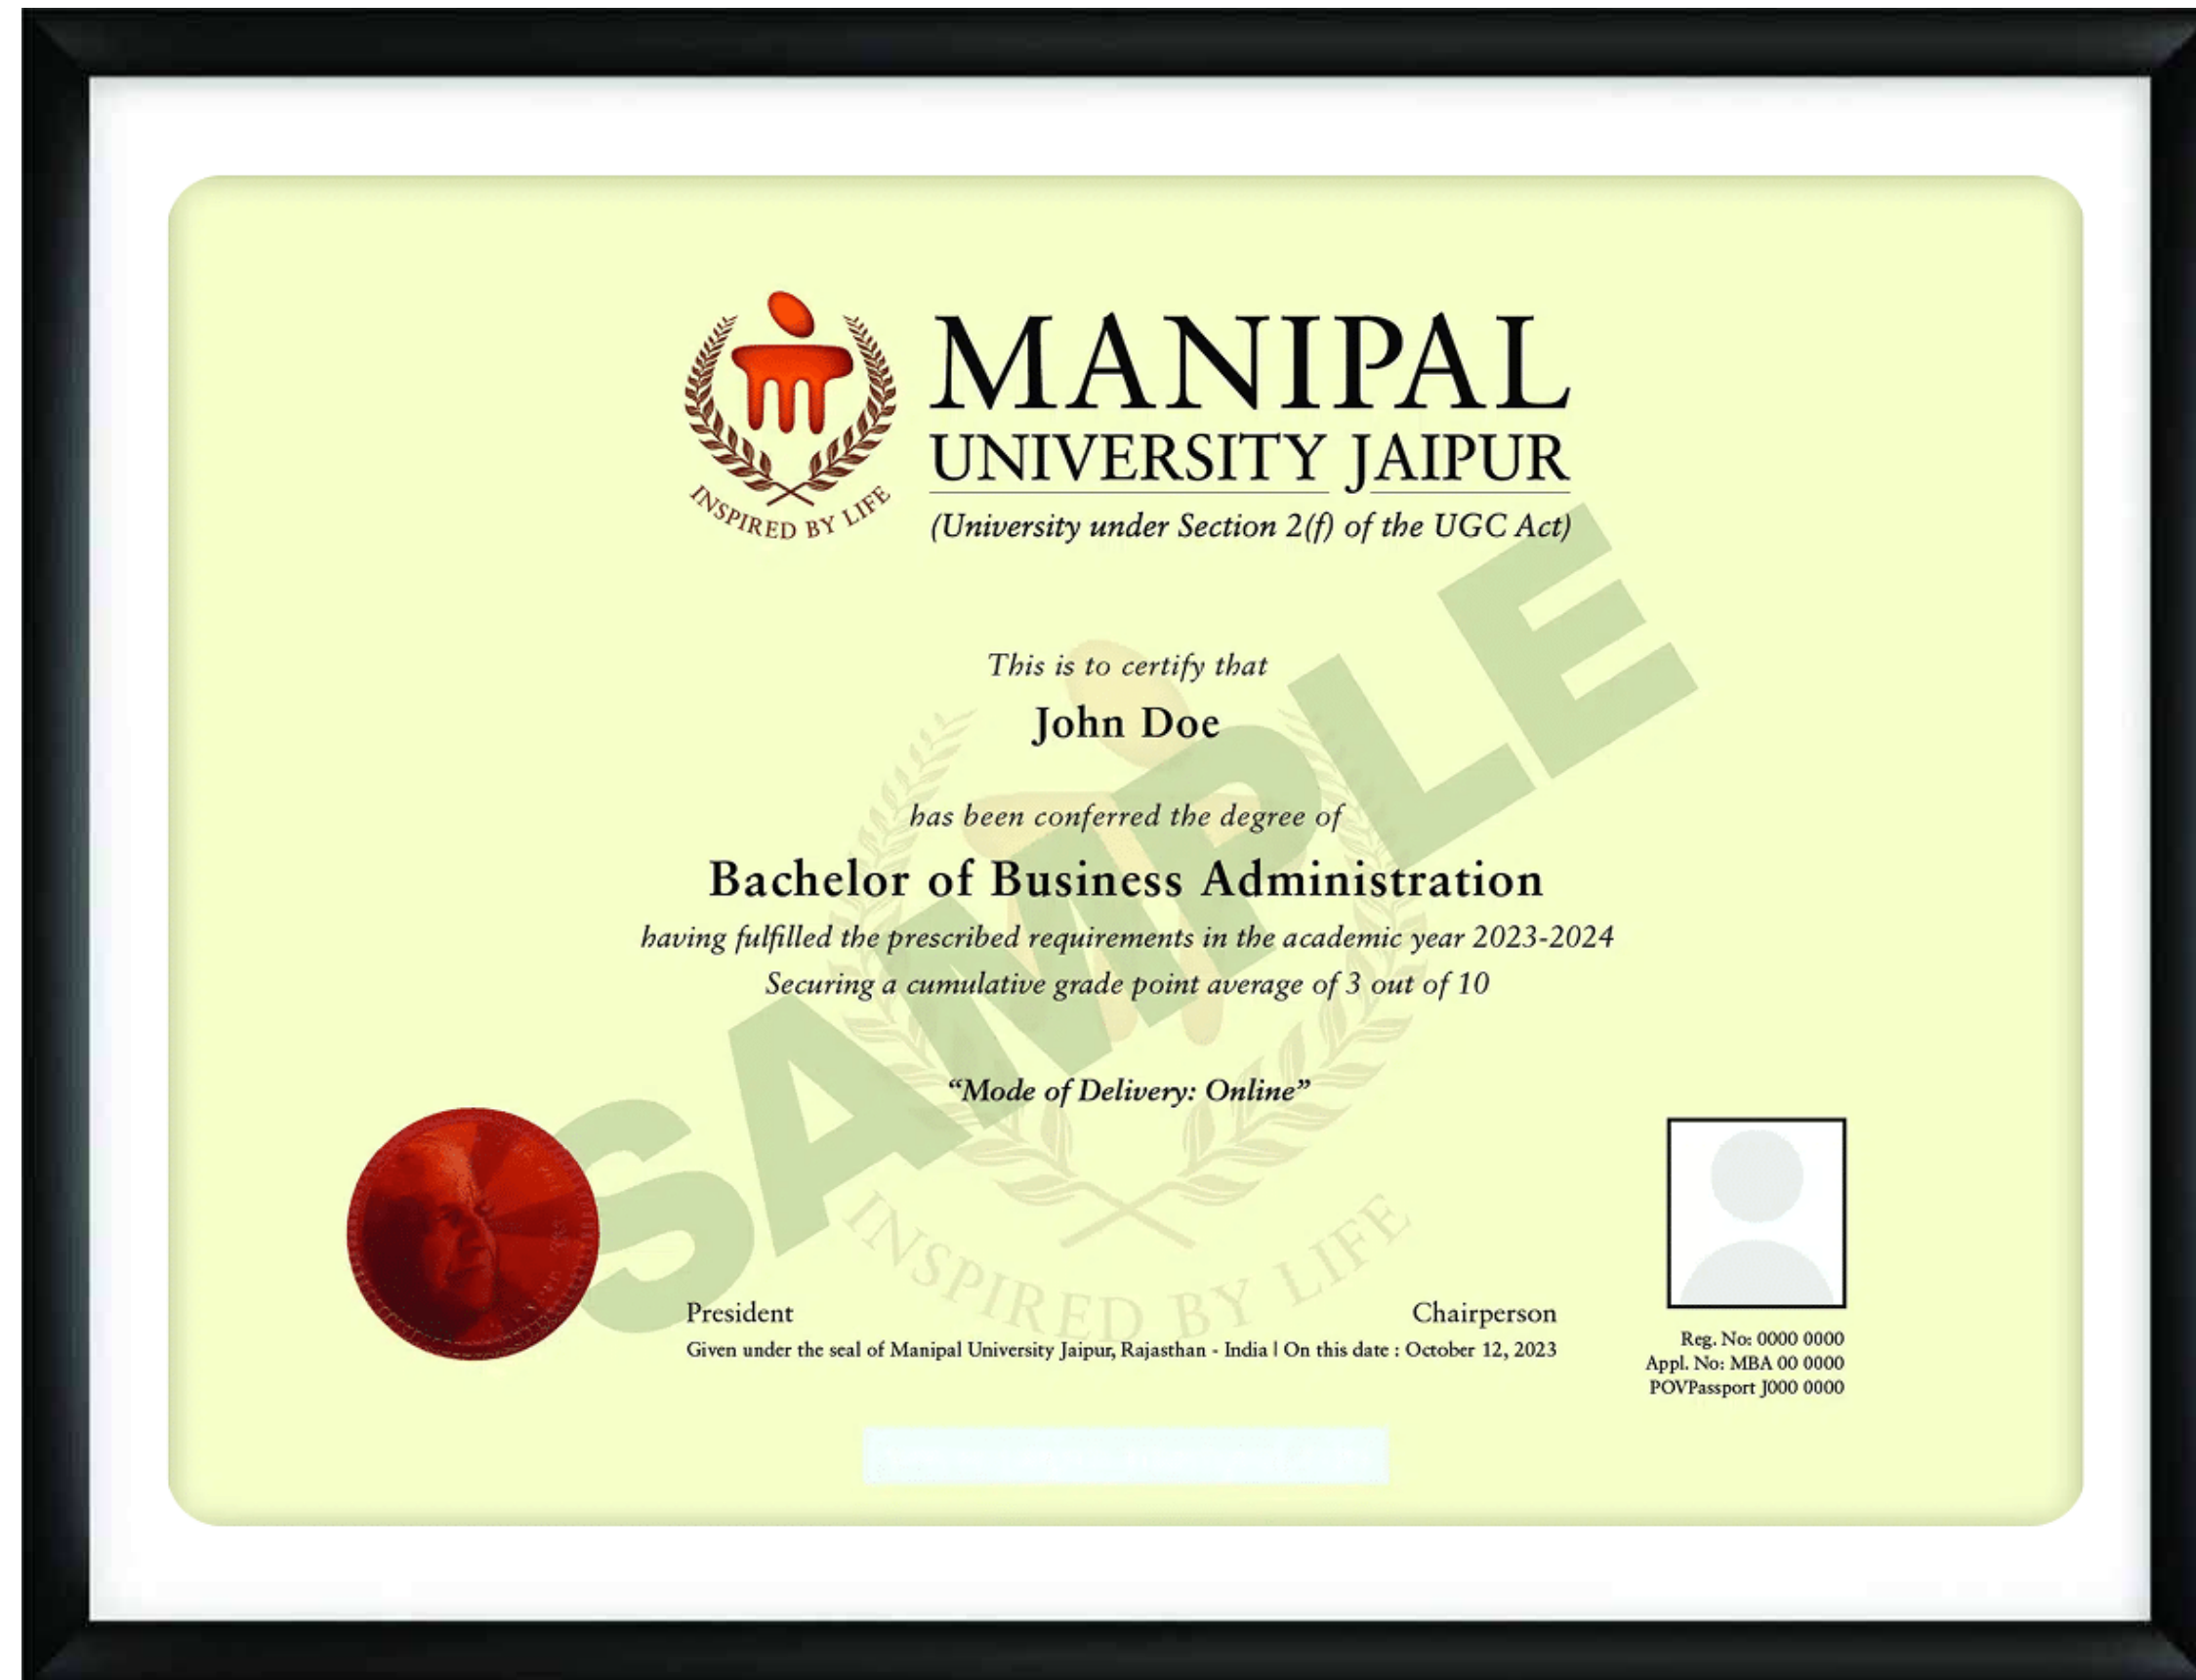 MANIPAL
UNIVERSITY JAIPUR
(University under Section 2(f) of the UGC Act)
INSPIRED BY LIFE
This is to certify that
John Doe
has been conferred the degree of
Bachelor of Business Administration
having fulfilled the prescribed requirements in the academic year 2023-2024
Securing a cumulative grade point average of 3 out of 10
“Mode of Delivery: Online”
SAMPLE
INSPIRED BY LIFE
President
Chairperson
Given under the seal of Manipal University Jaipur, Rajasthan - India | On this date : October 12, 2023
Reg. No: 0000 0000
Appl. No: MBA 00 0000
POVPassport J000 0000